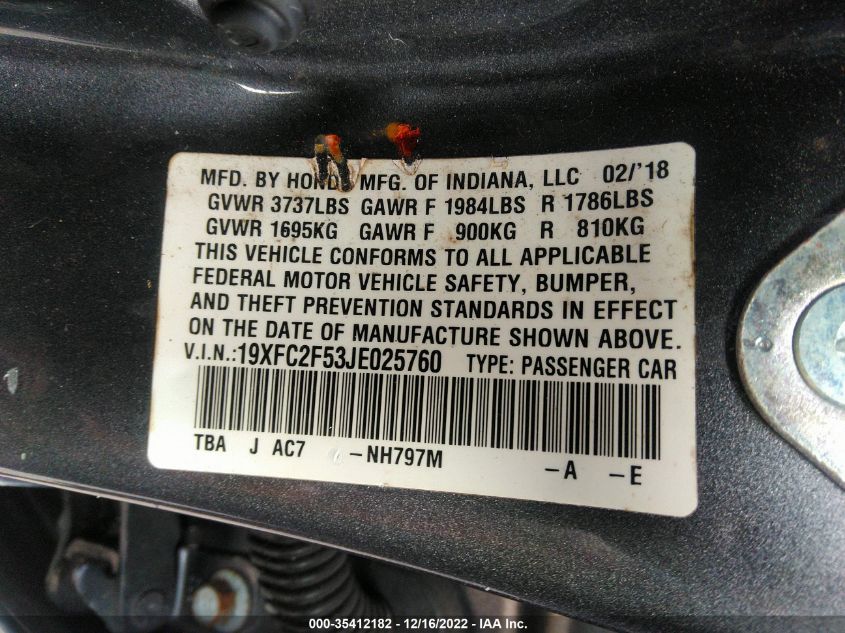 MFD. BY HONDA MFG. OF INDIANA, LLC 02/'18
GVWR 3737LBS GAWR F 1984LBS R 1786LBS
GVWR 1695KG GAWR F 900KG R 810KG
THIS VEHICLE CONFORMS TO ALL APPLICABLE
FEDERAL MOTOR VEHICLE SAFETY, BUMPER,
AND THEFT PREVENTION STANDARDS IN EFFECT
ON THE DATE OF MANUFACTURE SHOWN ABOVE.
V.I.N.:19XFC2F53JE025760 TYPE: PASSENGER CAR
TBA J AC7 -NH797M -A -E
000-35412182 - 12/16/2022 - IAA Inc.